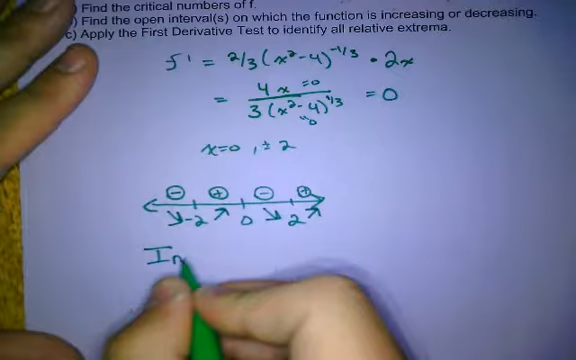 ) Find the critical numbers of f.
) Find the open interval(s) on which the function is increasing or decreasing.
c) Apply the First Derivative Test to identify all relative extrema.
f' = 2/3 (x²-4)^-1/3 • 2x
= 4x =0 / 3(x²-4)^1/3 =0 = 0
x=0, ±2
⊖ ⊕ ⊖ ⊕
↘ -2 ↗ 0 ↘ 2 ↗
In